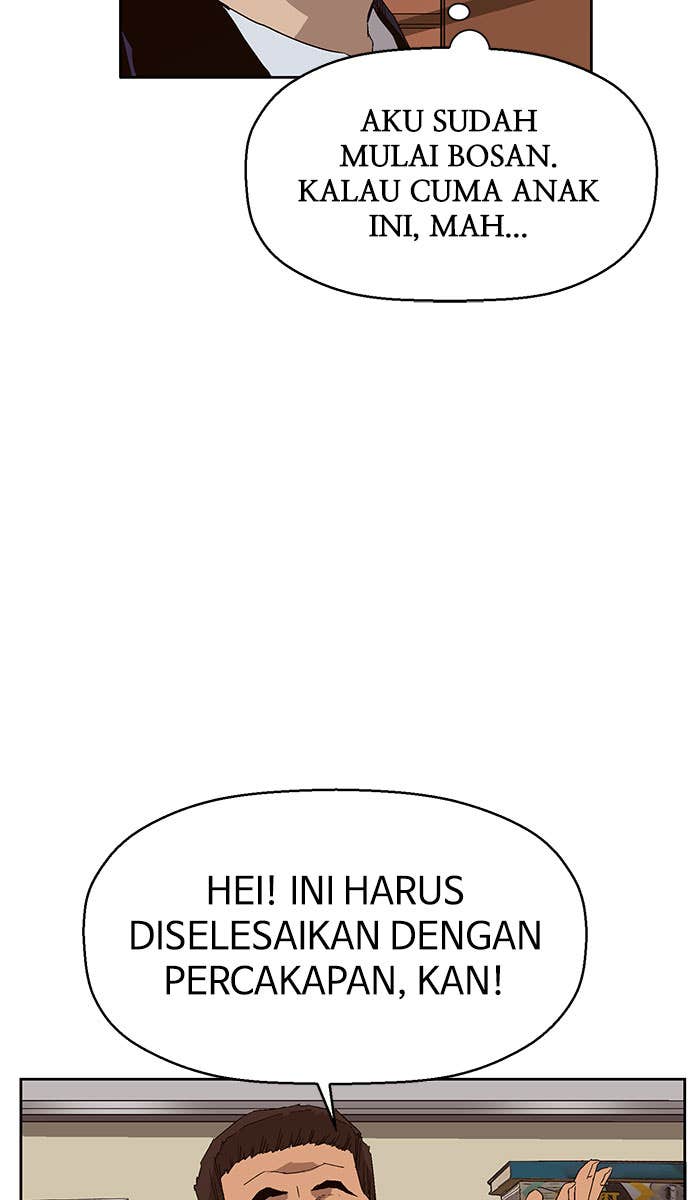 AKU SUDAH
MULAI BOSAN.
KALAU CUMA ANAK
INI, MAH...
HEI! INI HARUS
DISELESAIKAN DENGAN
PERCAKAPAN, KAN!